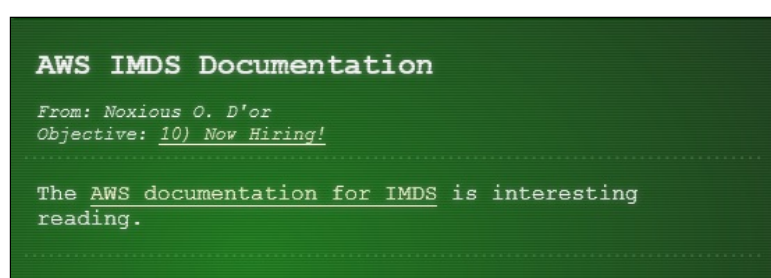 AWS IMDS Documentation
From: Noxious O. D'or
Objective: 10) Now Hiring!
The AWS documentation for IMDS is interesting
reading.